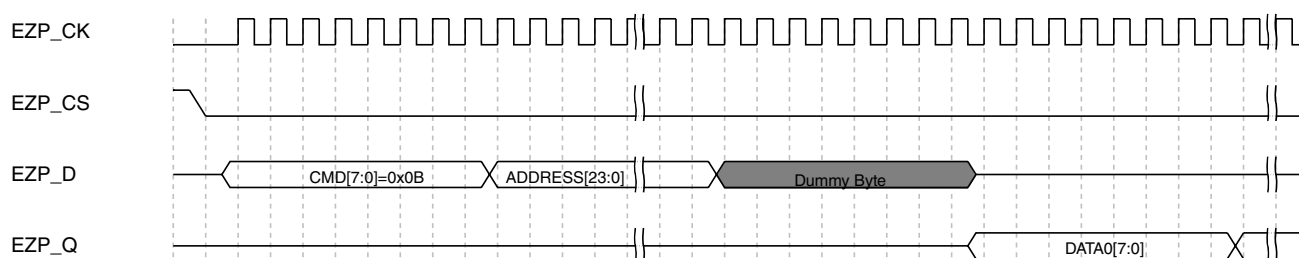 EZP_CK
EZP_CS
EZP_D
CMD[7:0]=0x0B
ADDRESS[23:0]
Dummy Byte
EZP_Q
DATA0[7:0]